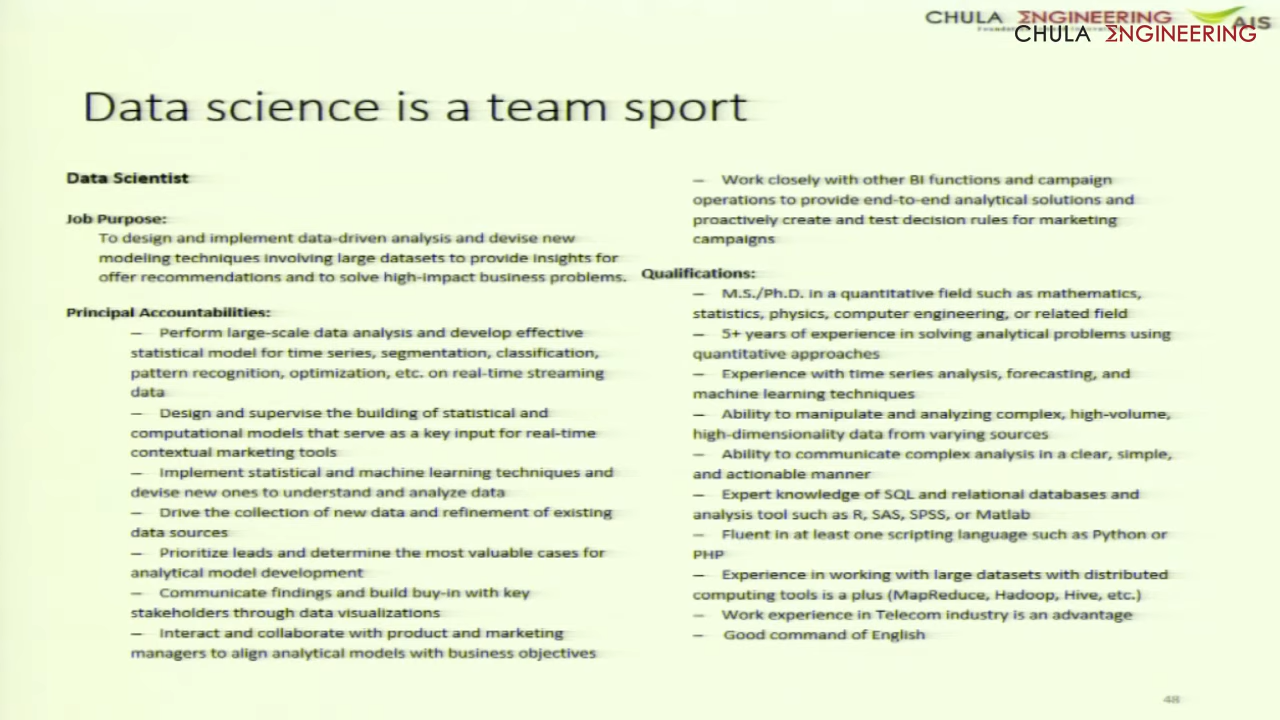 CHULA ΣNGINEERING
AIS
CHULA ΣNGINEERING
Data science is a team sport
Data Scientist
Job Purpose:
To design and implement data-driven analysis and devise new
modeling techniques involving large datasets to provide insights for
offer recommendations and to solve high-impact business problems.
Principal Accountabilities:
– Perform large-scale data analysis and develop effective
statistical model for time series, segmentation, classification,
pattern recognition, optimization, etc. on real-time streaming
data
– Design and supervise the building of statistical and
computational models that serve as a key input for real-time
contextual marketing tools
– Implement statistical and machine learning techniques and
devise new ones to understand and analyze data
– Drive the collection of new data and refinement of existing
data sources
– Prioritize leads and determine the most valuable cases for
analytical model development
– Communicate findings and build buy-in with key
stakeholders through data visualizations
– Interact and collaborate with product and marketing
managers to align analytical models with business objectives
– Work closely with other BI functions and campaign
operations to provide end-to-end analytical solutions and
proactively create and test decision rules for marketing
campaigns
Qualifications:
– M.S./Ph.D. in a quantitative field such as mathematics,
statistics, physics, computer engineering, or related field
– 5+ years of experience in solving analytical problems using
quantitative approaches
– Experience with time series analysis, forecasting, and
machine learning techniques
– Ability to manipulate and analyzing complex, high-volume,
high-dimensionality data from varying sources
– Ability to communicate complex analysis in a clear, simple,
and actionable manner
– Expert knowledge of SQL and relational databases and
analysis tool such as R, SAS, SPSS, or Matlab
– Fluent in at least one scripting language such as Python or
PHP
– Experience in working with large datasets with distributed
computing tools is a plus (MapReduce, Hadoop, Hive, etc.)
– Work experience in Telecom industry is an advantage
– Good command of English
48